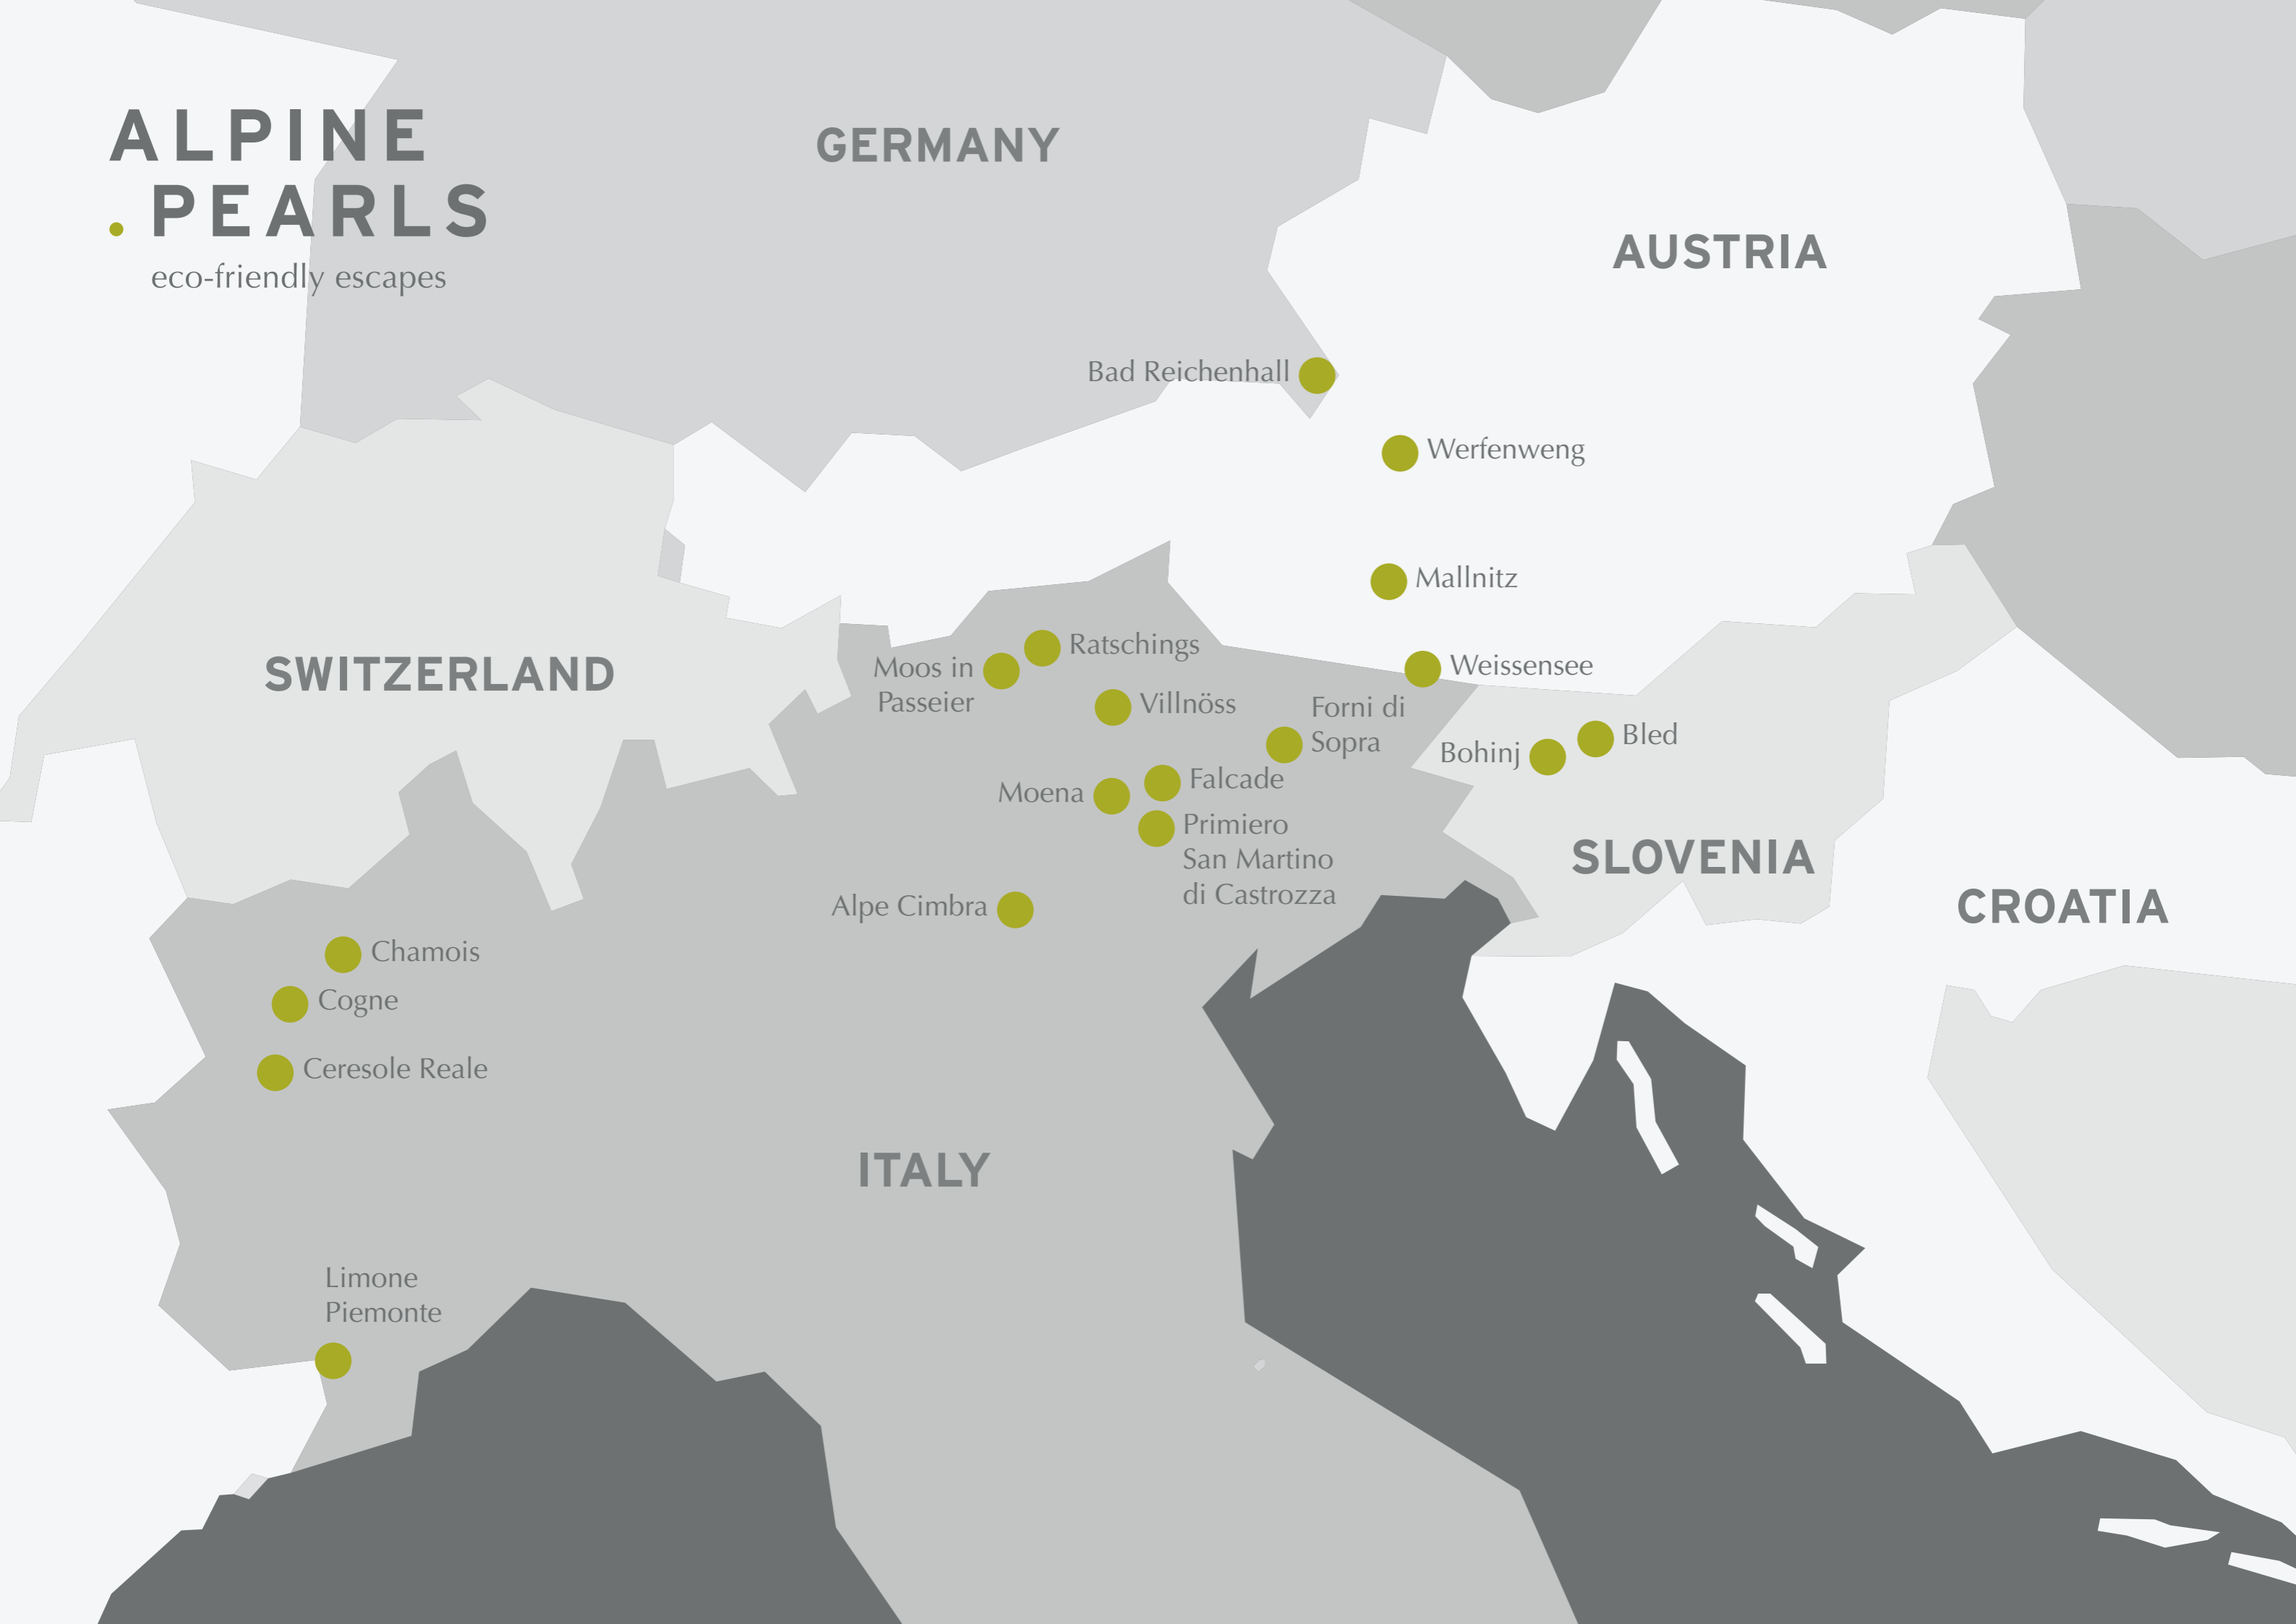 ALPINE
PEARLS
eco-friendly escapes
GERMANY
AUSTRIA
Bad Reichenhall
Werfenweng
Mallnitz
SWITZERLAND
Ratschings
Moos in
Passeier
Weissensee
Villnöss
Forni di
Sopra
Bled
Bohinj
Falcade
Moena
Primiero
San Martino
di Castrozza
SLOVENIA
CROATIA
Alpe Cimbra
Chamois
Cogne
Ceresole Reale
ITALY
Limone
Piemonte